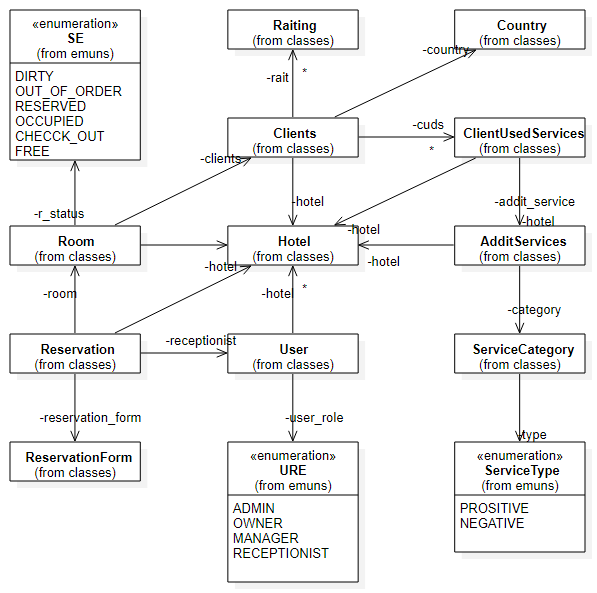 «enumeration»
SE
(from emuns)
DIRTY
OUT_OF_ORDER
RESERVED
OCCUPIED
CHECCK_OUT
FREE
Raiting
(from classes)
Country
(from classes)
-country
-rait
*
Clients
(from classes)
-cuds
*
ClientUsedServices
(from classes)
-clients
-r_status
-hotel
-addit_service
-hotel
-hotel
Room
(from classes)
Hotel
(from classes)
AdditServices
(from classes)
-hotel
-hotel
-room
-hotel
*
-category
Reservation
(from classes)
-receptionist
User
(from classes)
ServiceCategory
(from classes)
-reservation_form
-user_role
-type
ReservationForm
(from classes)
«enumeration»
URE
(from emuns)
ADMIN
OWNER
MANAGER
RECEPTIONIST
«enumeration»
ServiceType
(from emuns)
PROSITIVE
NEGATIVE